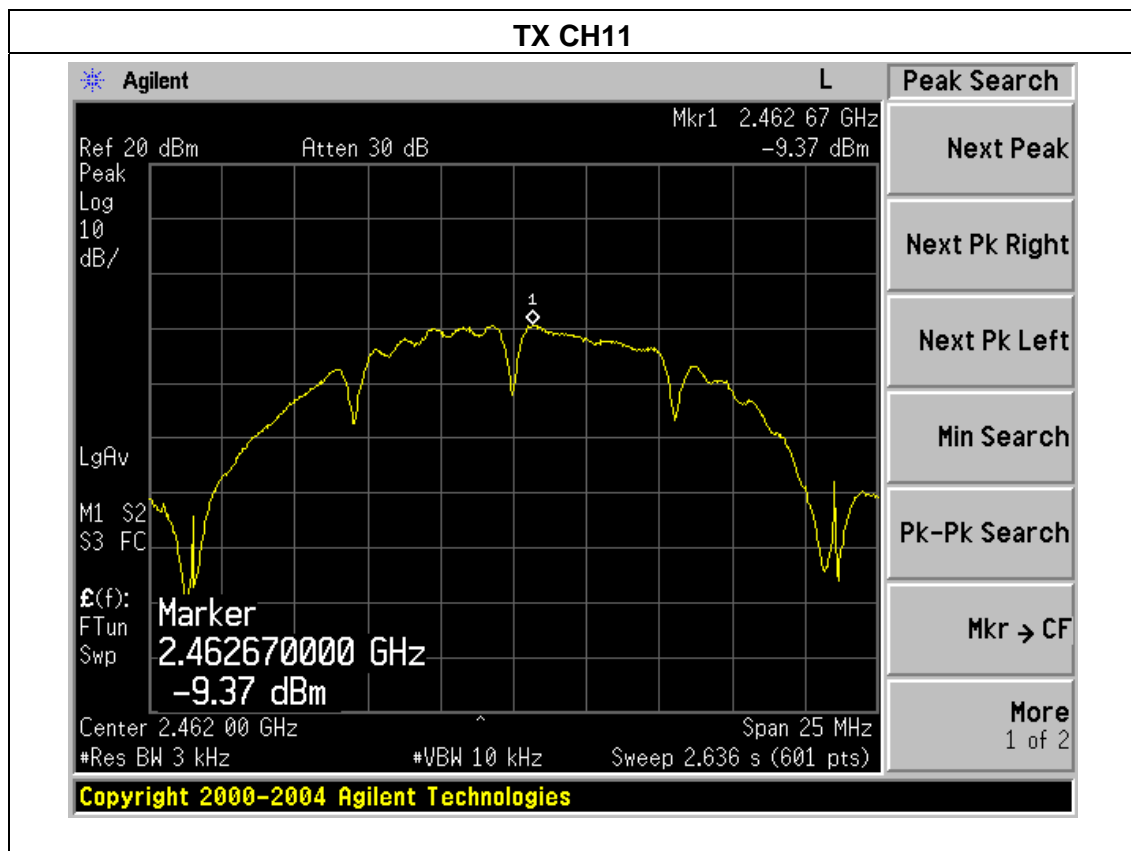 TX CH11
Agilent L Peak Search
Mkr1 2.462 67 GHz
Ref 20 dBm Atten 30 dB -9.37 dBm
Peak
Log
10
dB/
1
LgAv
M1 S2
S3 FC
£(f):
FTun
Swp
Marker
2.462670000 GHz
-9.37 dBm
Center 2.462 00 GHz ^ Span 25 MHz
#Res BW 3 kHz #VBW 10 kHz Sweep 2.636 s (601 pts)
Next Peak
Next Pk Right
Next Pk Left
Min Search
Pk-Pk Search
Mkr → CF
More
1 of 2
Copyright 2000-2004 Agilent Technologies